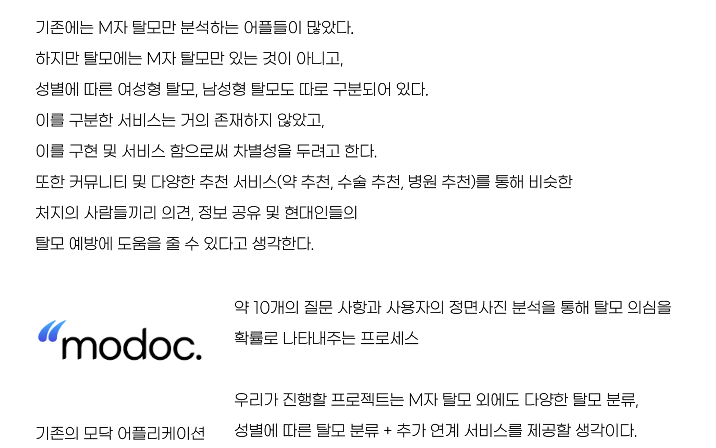 기존에는 M자 탈모만 분석하는 어플들이 많았다.
하지만 탈모에는 M자 탈모만 있는 것이 아니고,
성별에 따른 여성형 탈모, 남성형 탈모도 따로 구분되어 있다.
이를 구분한 서비스는 거의 존재하지 않았고,
이를 구현 및 서비스 함으로써 차별성을 두려고 한다.
또한 커뮤니티 및 다양한 추천 서비스(약 추천, 수술 추천, 병원 추천)를 통해 비슷한
처지의 사람들끼리 의견, 정보 공유 및 현대인들의
탈모 예방에 도움을 줄 수 있다고 생각한다.
약 10개의 질문 사항과 사용자의 정면사진 분석을 통해 탈모 의심을
확률로 나타내주는 프로세스
modoc.
우리가 진행할 프로젝트는 M자 탈모 외에도 다양한 탈모 분류,
성별에 따른 탈모 분류 + 추가 연계 서비스를 제공할 생각이다.
기존의 모닥 어플리케이션